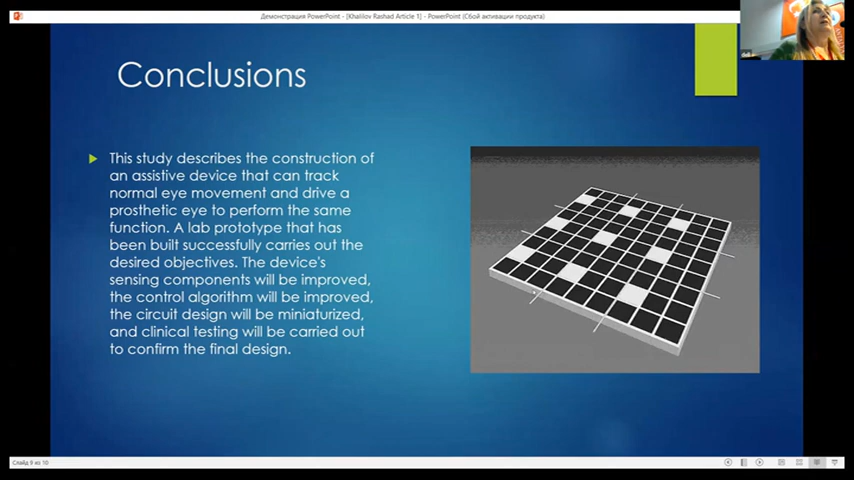 Демонстрация PowerPoint - [Khalilov Rashad Article 1] - PowerPoint (Сбой активации продукта)
Conclusions
This study describes the construction of
an assistive device that can track
normal eye movement and drive a
prosthetic eye to perform the same
function. A lab prototype that has
been built successfully carries out the
desired objectives. The device's
sensing components will be improved,
the control algorithm will be improved,
the circuit design will be miniaturized,
and clinical testing will be carried out
to confirm the final design.
Слайд 9 из 10